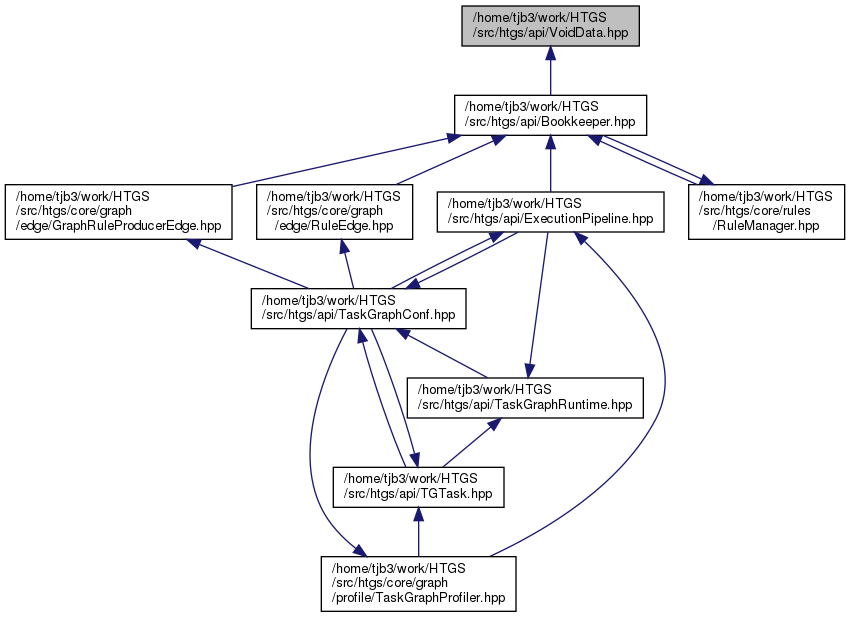 /home/tjb3/work/HTGS
/src/htgs/api/VoidData.hpp
/home/tjb3/work/HTGS
/src/htgs/api/Bookkeeper.hpp
/home/tjb3/work/HTGS
/src/htgs/core/graph
/edge/GraphRuleProducerEdge.hpp
/home/tjb3/work/HTGS
/src/htgs/core/graph
/edge/RuleEdge.hpp
/home/tjb3/work/HTGS
/src/htgs/api/ExecutionPipeline.hpp
/home/tjb3/work/HTGS
/src/htgs/core/rules
/RuleManager.hpp
/home/tjb3/work/HTGS
/src/htgs/api/TaskGraphConf.hpp
/home/tjb3/work/HTGS
/src/htgs/api/TaskGraphRuntime.hpp
/home/tjb3/work/HTGS
/src/htgs/api/TGTask.hpp
/home/tjb3/work/HTGS
/src/htgs/core/graph
/profile/TaskGraphProfiler.hpp